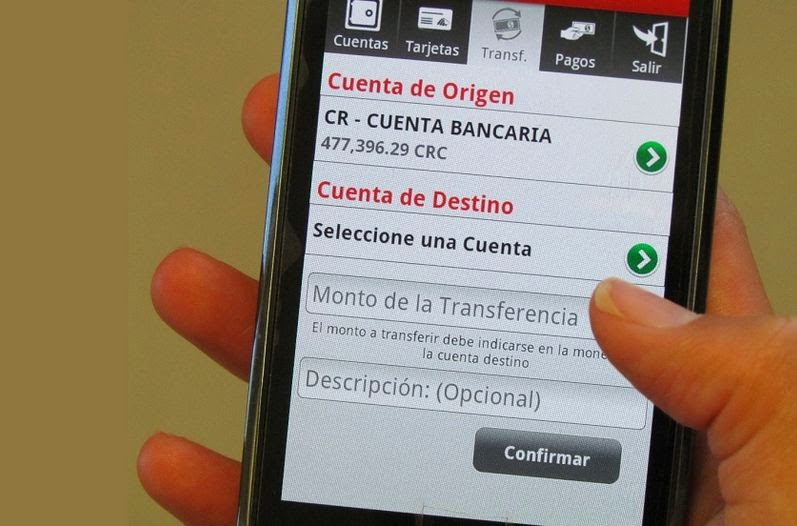 Cuentas Tarjetas Transf. Pagos Salir
Cuenta de Origen
CR - CUENTA BANCARIA
477,396.29 CRC
Cuenta de Destino
Seleccione una Cuenta
Monto de la Transferencia
El monto a transferir debe indicarse en la
la cuenta destino
Descripción: (Opcional)
Confirmar